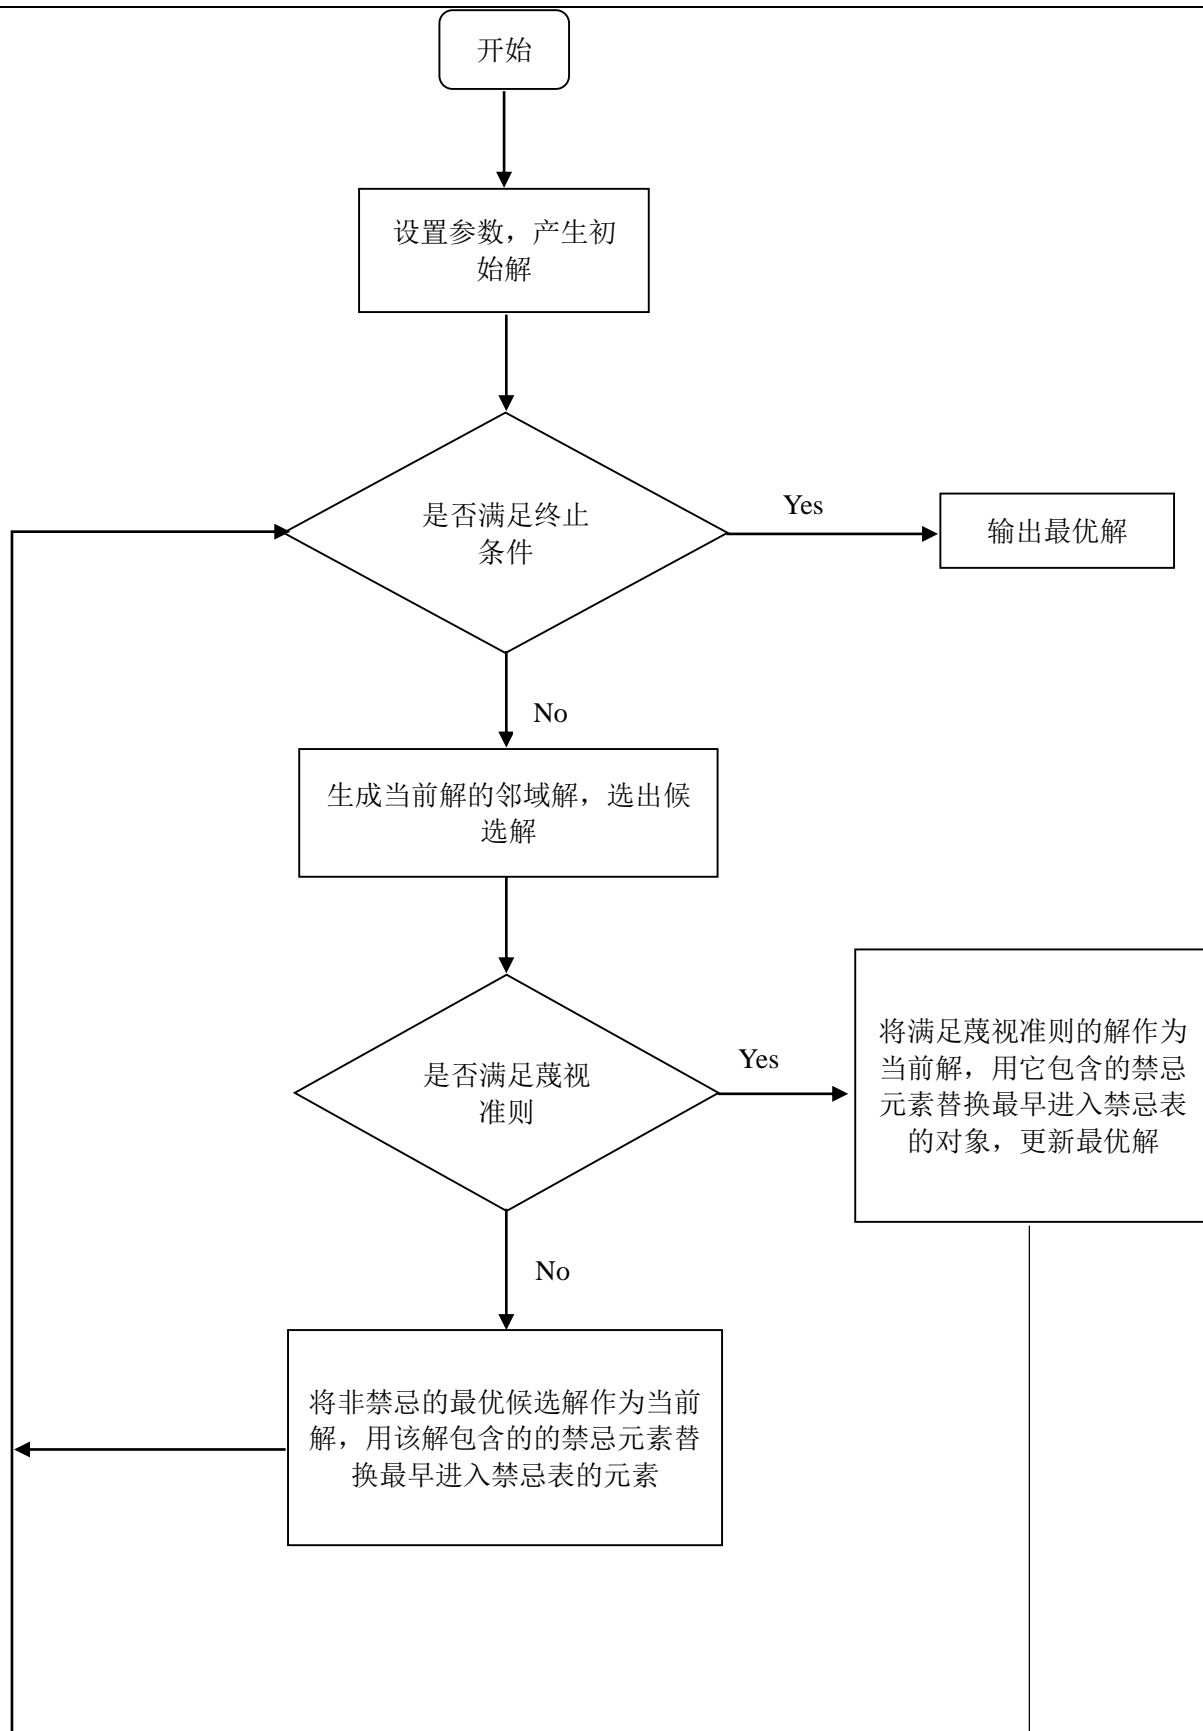 开始
设置参数，产生初
始解
是否满足终止
条件
Yes
输出最优解
No
生成当前解的邻域解，选出候
选解
是否满足蔑视
准则
Yes
将满足蔑视准则的解作为
当前解，用它包含的禁忌
元素替换最早进入禁忌表
的对象，更新最优解
No
将非禁忌的最优候选解作为当前
解，用该解包含的的禁忌元素替
换最早进入禁忌表的元素